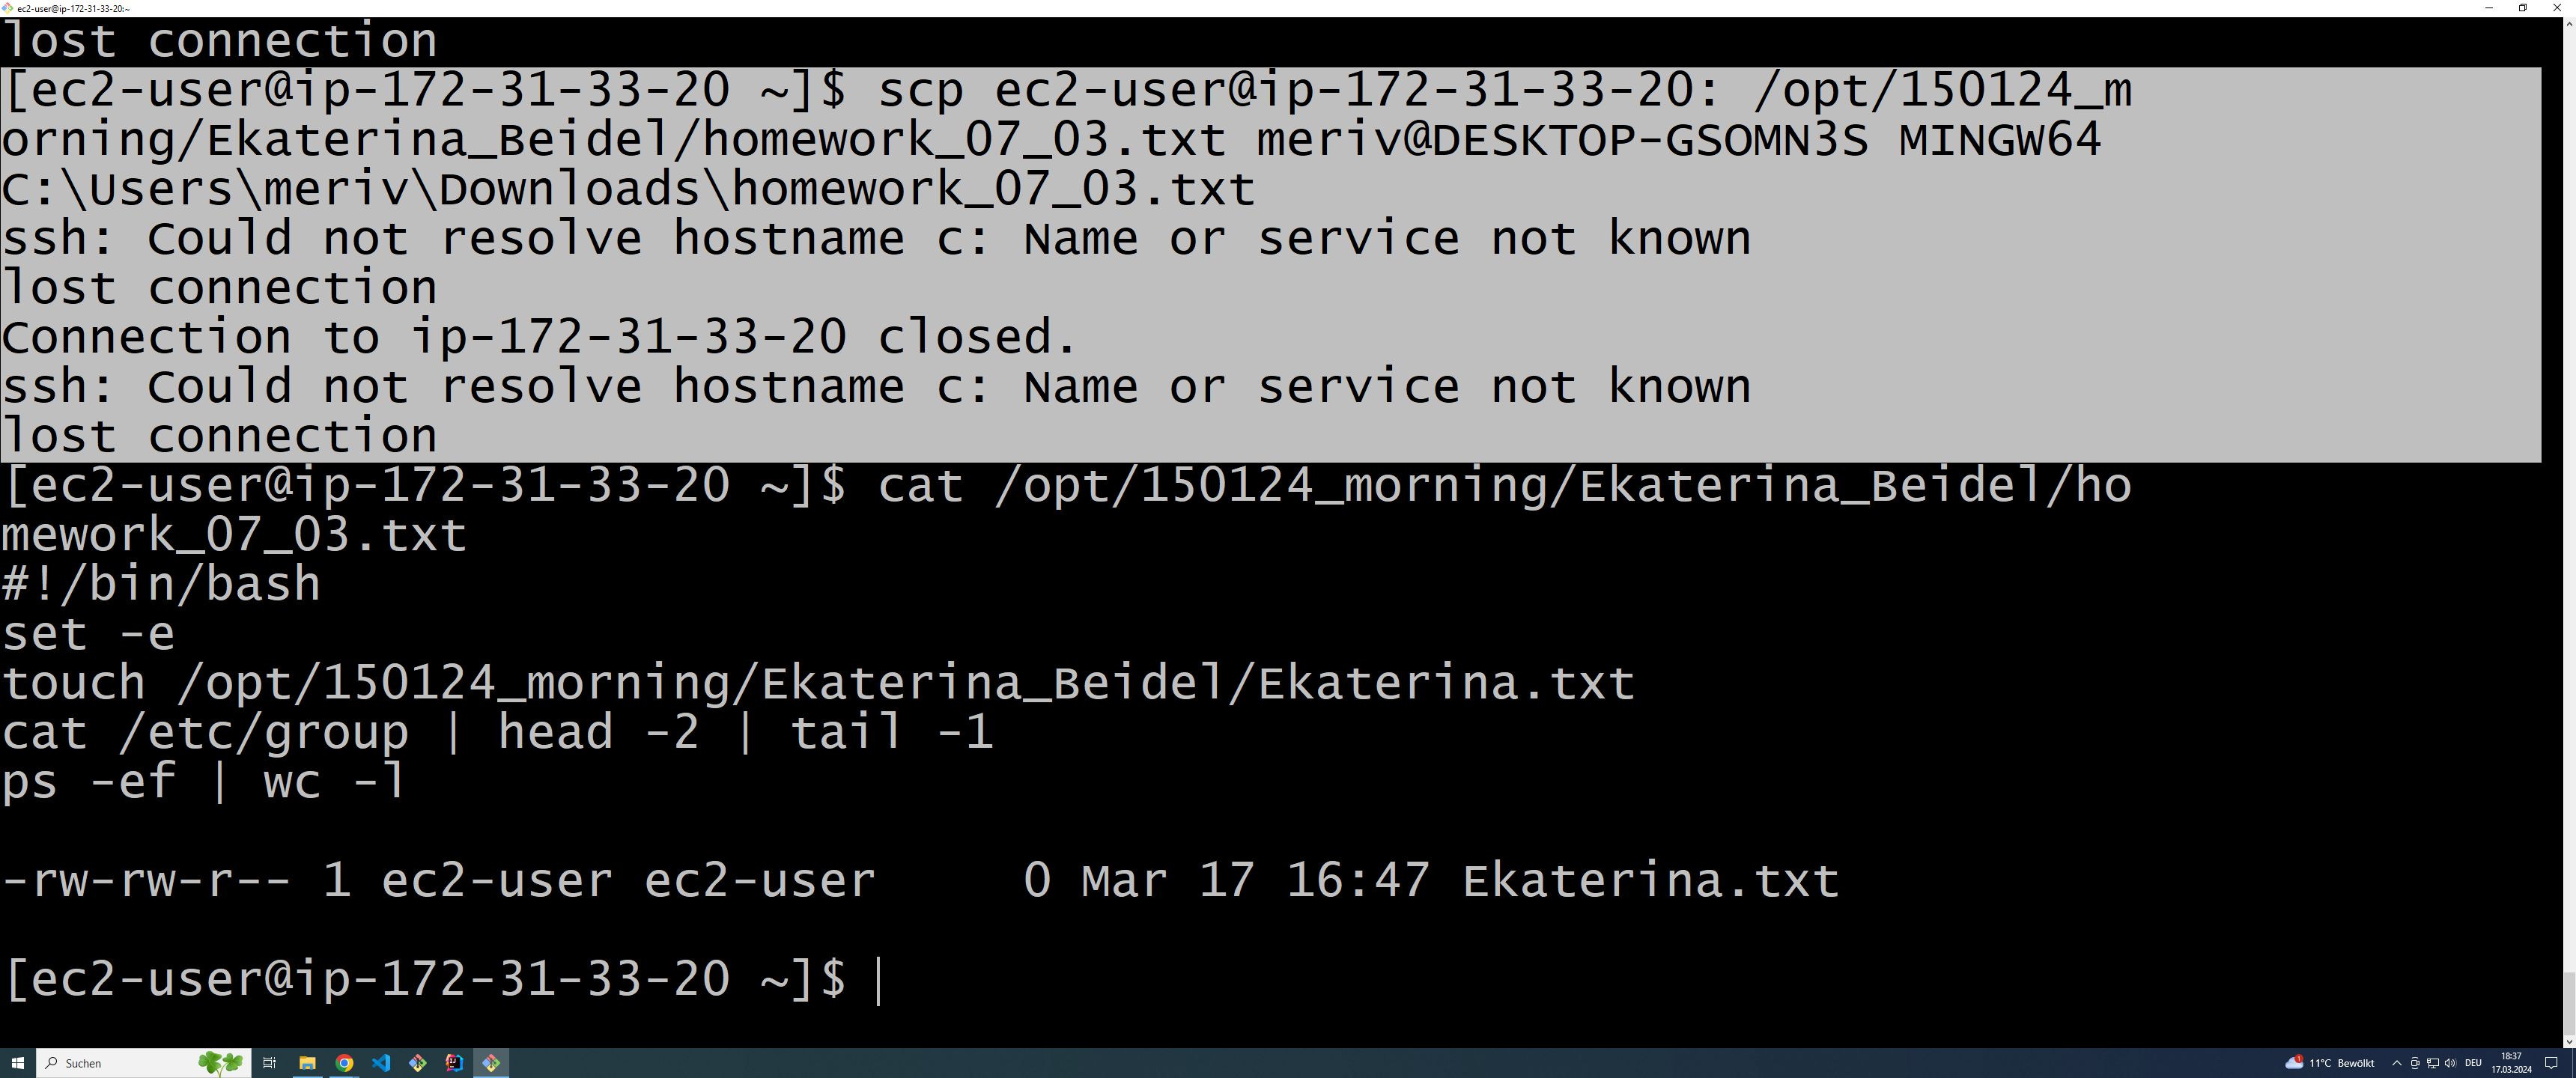 ec2-user@ip-172-31-33-20:~
lost connection
[ec2-user@ip-172-31-33-20 ~]$ scp ec2-user@ip-172-31-33-20: /opt/150124_m
orning/Ekaterina_Beidel/homework_07_03.txt meriv@DESKTOP-GSOMN3S MINGW64
C:\Users\meriv\Downloads\homework_07_03.txt
ssh: Could not resolve hostname c: Name or service not known
lost connection
Connection to ip-172-31-33-20 closed.
ssh: Could not resolve hostname c: Name or service not known
lost connection
[ec2-user@ip-172-31-33-20 ~]$ cat /opt/150124_morning/Ekaterina_Beidel/ho
mework_07_03.txt
#!/bin/bash
set -e
touch /opt/150124_morning/Ekaterina_Beidel/Ekaterina.txt
cat /etc/group | head -2 | tail -1
ps -ef | wc -l
-rw-rw-r-- 1 ec2-user ec2-user     0 Mar 17 16:47 Ekaterina.txt
[ec2-user@ip-172-31-33-20 ~]$
Suchen
1
11°C Bewölkt
DEU
18:37
17.03.2024